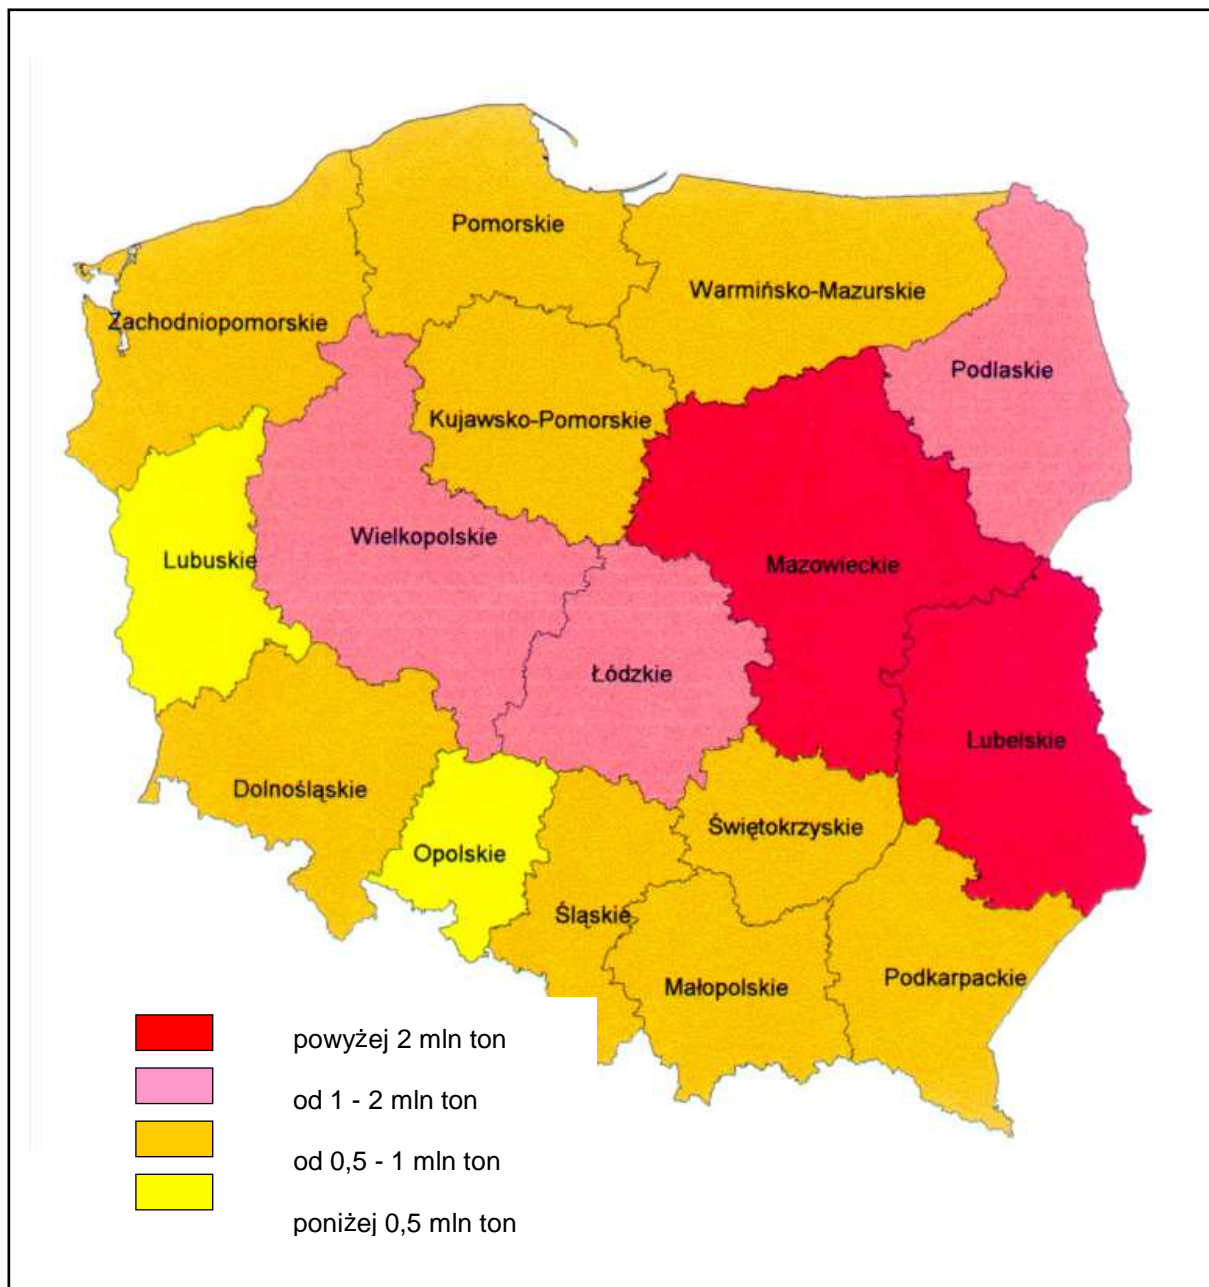 Pomorskie
Warmińsko-Mazurskie
Zachodniopomorskie
Podlaskie
Kujawsko-Pomorskie
Wielkopolskie
Lubuskie
Mazowieckie
Łódzkie
Lubelskie
Dolnośląskie
Świętokrzyskie
Opolskie
Śląskie
Podkarpackie
Małopolskie
powyżej 2 mln ton
od 1 - 2 mln ton
od 0,5 - 1 mln ton
poniżej 0,5 mln ton